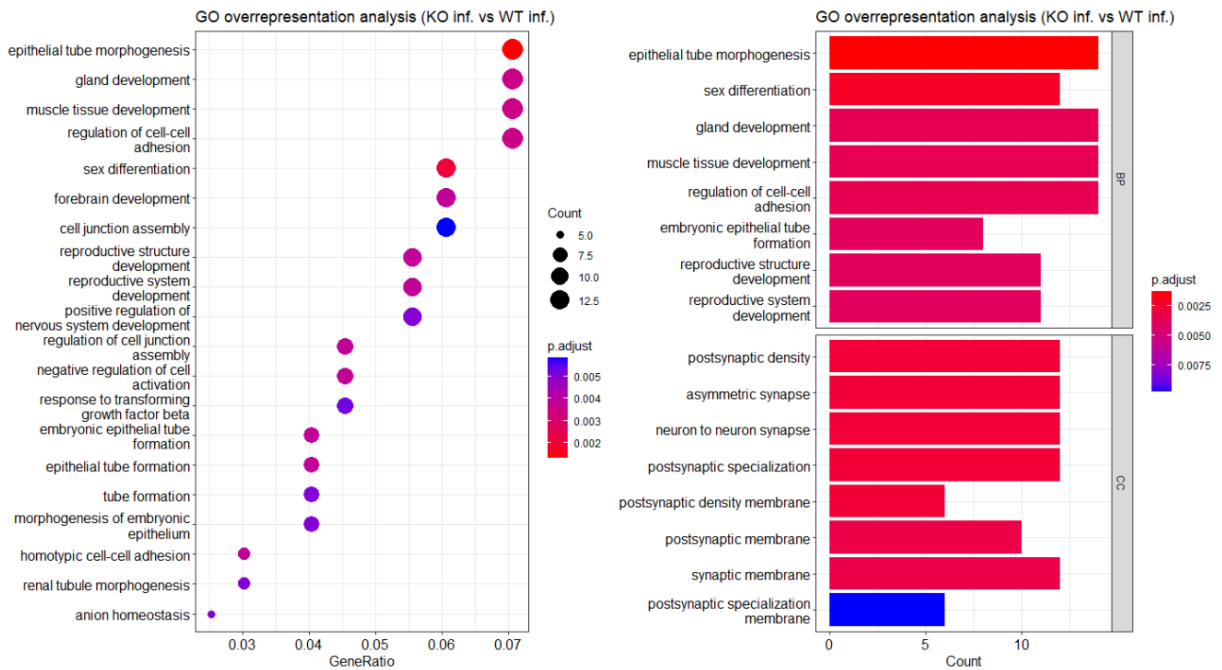 GO overrepresentation analysis (KO inf. vs WT inf.)
epithelial tube morphogenesis
gland development
muscle tissue development
regulation of cell-cell
adhesion
sex differentiation
forebrain development
cell junction assembly
reproductive structure
development
reproductive system
development
positive regulation of
nervous system development
regulation of cell junction
assembly
negative regulation of cell
activation
response to transforming
growth factor beta
embryonic epithelial tube
formation
epithelial tube formation
tube formation
morphogenesis of embryonic
epithelium
homotypic cell-cell adhesion
renal tubule morphogenesis
anion homeostasis
0.03 0.04 0.05 0.06 0.07
GeneRatio
Count
5.0
7.5
10.0
12.5
p.adjust
0.005
0.004
0.003
0.002
GO overrepresentation analysis (KO inf. vs WT inf.)
epithelial tube morphogenesis
sex differentiation
gland development
muscle tissue development
regulation of cell-cell
adhesion
embryonic epithelial tube
formation
reproductive structure
development
reproductive system
development
BP
postsynaptic density
asymmetric synapse
neuron to neuron synapse
postsynaptic specialization
postsynaptic density membrane
postsynaptic membrane
synaptic membrane
postsynaptic specialization
membrane
CC
0 5 10
Count
p.adjust
0.0025
0.0050
0.0075